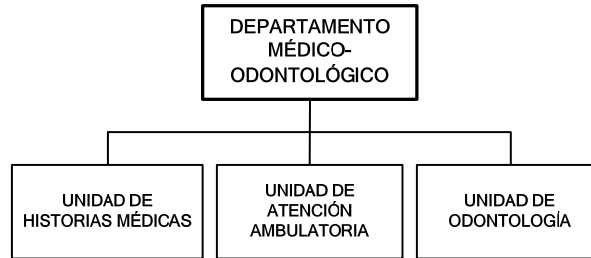 DEPARTAMENTO
MÉDICO-
ODONTOLÓGICO
UNIDAD DE
HISTORIAS MÉDICAS
UNIDAD DE
ATENCIÓN
AMBULATORIA
UNIDAD DE
ODONTOLOGÍA